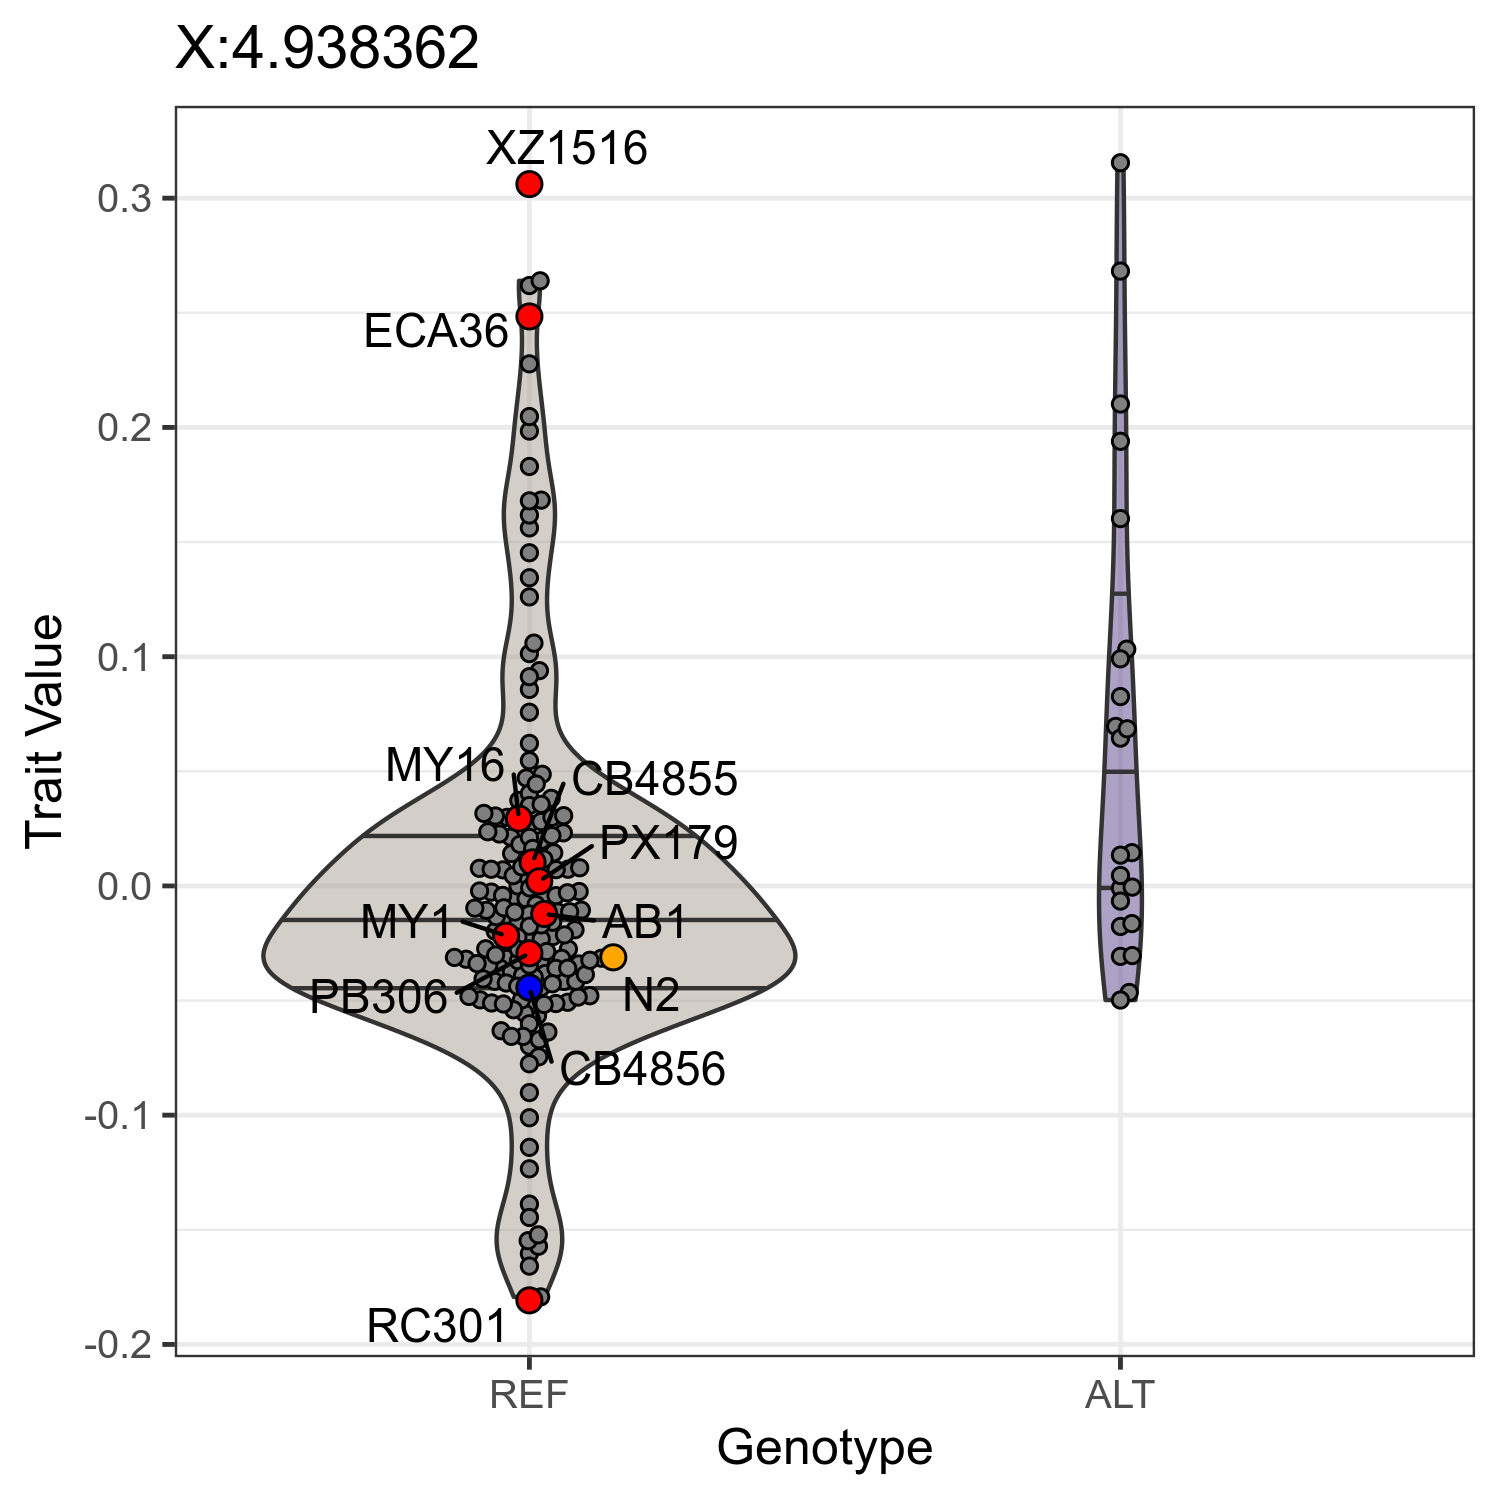 X:4.938362
XZ1516
0.3
ECA36
0.2
Trait Value
0.1
MY16
CB4855
PX179
0.0
MY1
AB1
PB306
N2
CB4856
-0.1
RC301
-0.2
REF
ALT
Genotype